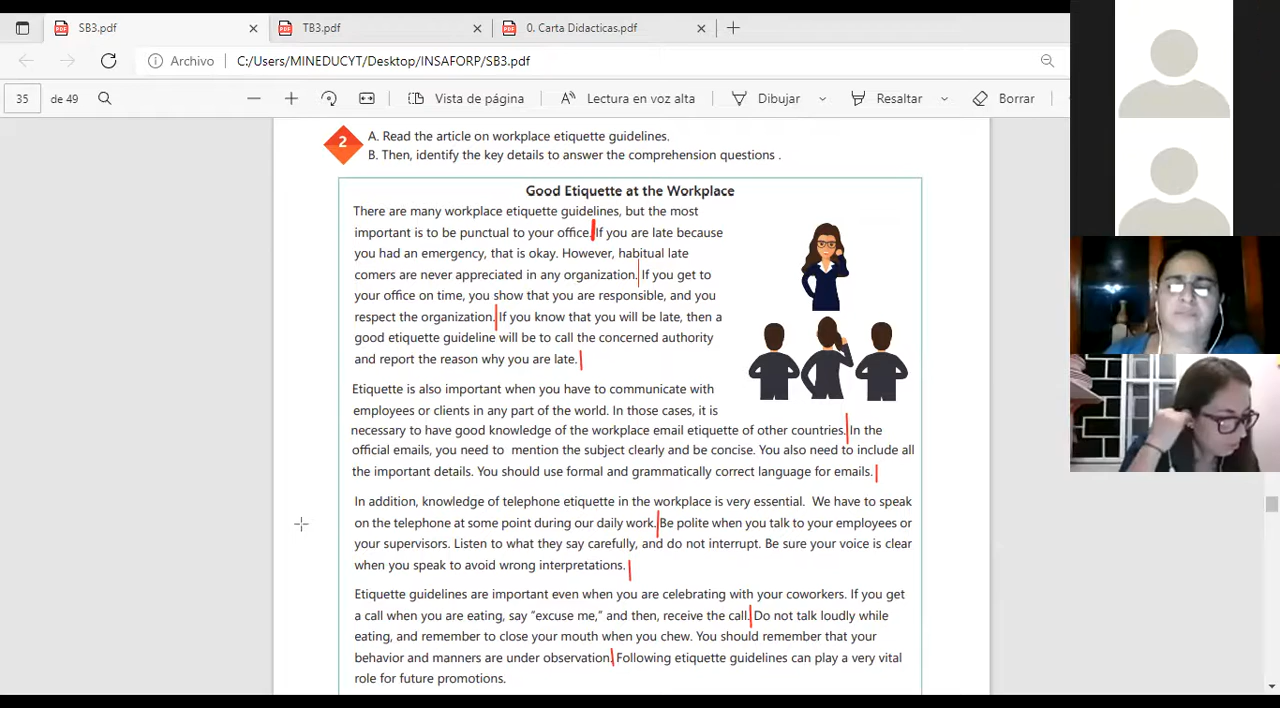 SB3.pdf
TB3.pdf
0. Carta Didacticas.pdf
Archivo
C:/Users/MINEDUCYT/Desktop/INSAFORP/SB3.pdf
35
de 49
Vista de página
Lectura en voz alta
Dibujar
Resaltar
Borrar
2
A. Read the article on workplace etiquette guidelines.
B. Then, identify the key details to answer the comprehension questions .
Good Etiquette at the Workplace
There are many workplace etiquette guidelines, but the most
important is to be punctual to your office. If you are late because
you had an emergency, that is okay. However, habitual late
comers are never appreciated in any organization. If you get to
your office on time, you show that you are responsible, and you
respect the organization. If you know that you will be late, then a
good etiquette guideline will be to call the concerned authority
and report the reason why you are late.
Etiquette is also important when you have to communicate with
employees or clients in any part of the world. In those cases, it is
necessary to have good knowledge of the workplace email etiquette of other countries. In the
official emails, you need to mention the subject clearly and be concise. You also need to include all
the important details. You should use formal and grammatically correct language for emails.
In addition, knowledge of telephone etiquette in the workplace is very essential. We have to speak
on the telephone at some point during our daily work. Be polite when you talk to your employees or
your supervisors. Listen to what they say carefully, and do not interrupt. Be sure your voice is clear
when you speak to avoid wrong interpretations.
Etiquette guidelines are important even when you are celebrating with your coworkers. If you get
a call when you are eating, say “excuse me,” and then, receive the call. Do not talk loudly while
eating, and remember to close your mouth when you chew. You should remember that your
behavior and manners are under observation. Following etiquette guidelines can play a very vital
role for future promotions.